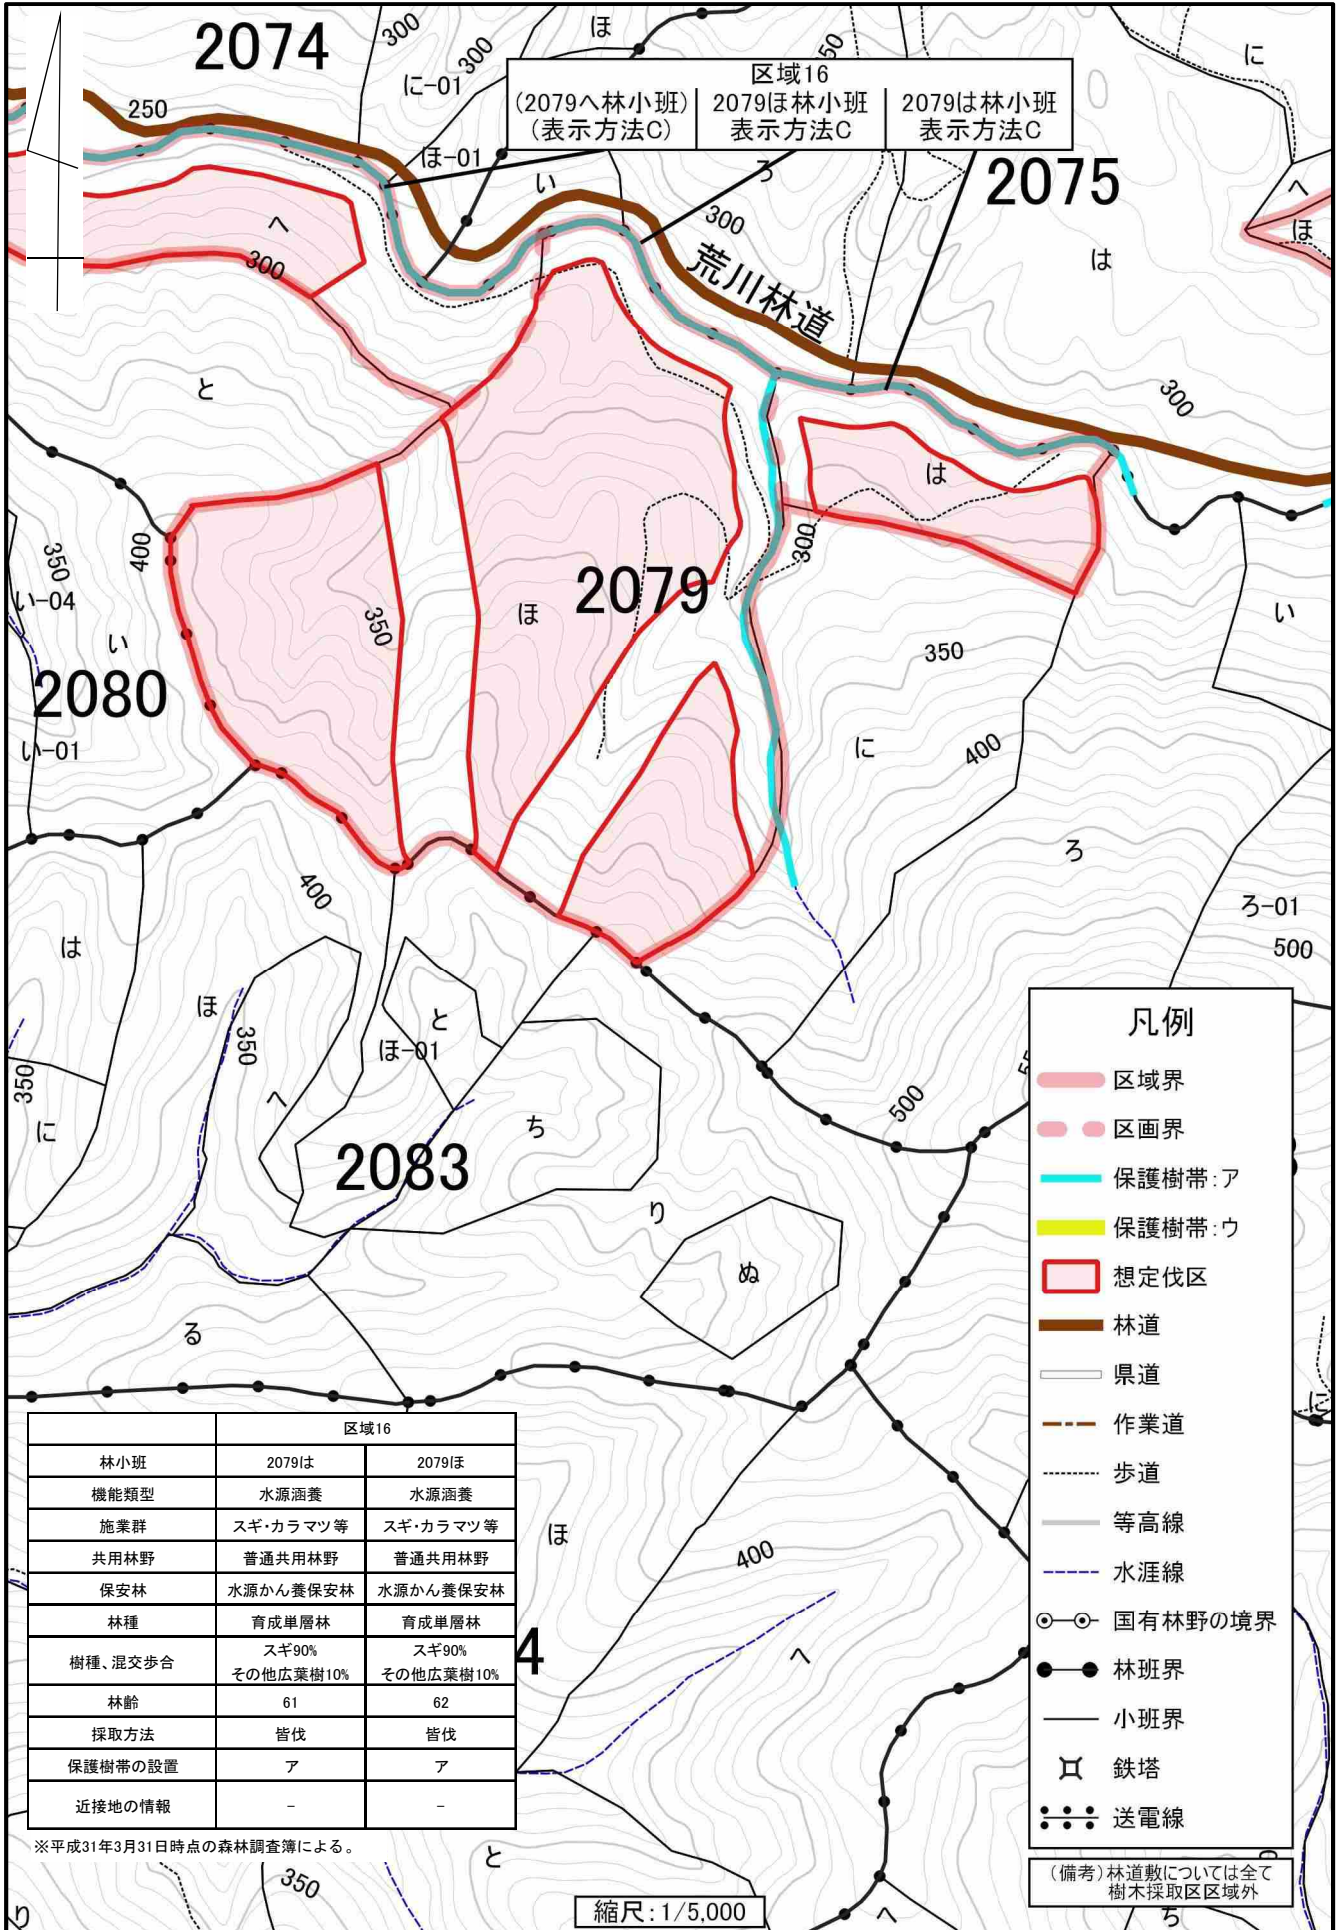 2074
300
300
に-01
ほ
50
に
250
区域16
(2079へ林小班) 2079ほ林小班 2079は林小班
(表示方法C) 表示方法C 表示方法C
ほ-01
い
ろ
2075
へ
ほ
300
は
へ
300
荒川林道
と
300
は
400
350
い-04
い
350
300
2079
ほ
い
2080
350
い-01
に
400
ろ
400
ろ-01
500
は
ほ
350
と
ほ-01
350
に
へ
ち
500
55
2083
り
ぬ
る
に
凡例
区域界
区画界
保護樹帯:ア
保護樹帯:ウ
想定伐区
林道
県道
作業道
歩道
等高線
水涯線
国有林野の境界
林班界
小班界
鉄塔
送電線
(備考)林道敷については全て
樹木採取区区域外
区域16
林小班 2079は 2079ほ
機能類型 水源涵養 水源涵養
施業群 スギ・カラマツ等 スギ・カラマツ等
共用林野 普通共用林野 普通共用林野
保安林 水源かん養保安林 水源かん養保安林
林種 育成単層林 育成単層林
樹種、混交歩合 スギ90% スギ90%
その他広葉樹10% その他広葉樹10%
林齢 61 62
採取方法 皆伐 皆伐
保護樹帯の設置 ア ア
近接地の情報 - -
※平成31年3月31日時点の森林調査簿による。
ほ
400
4
へ
と
350
り
縮尺:1/5,000
へ
ち